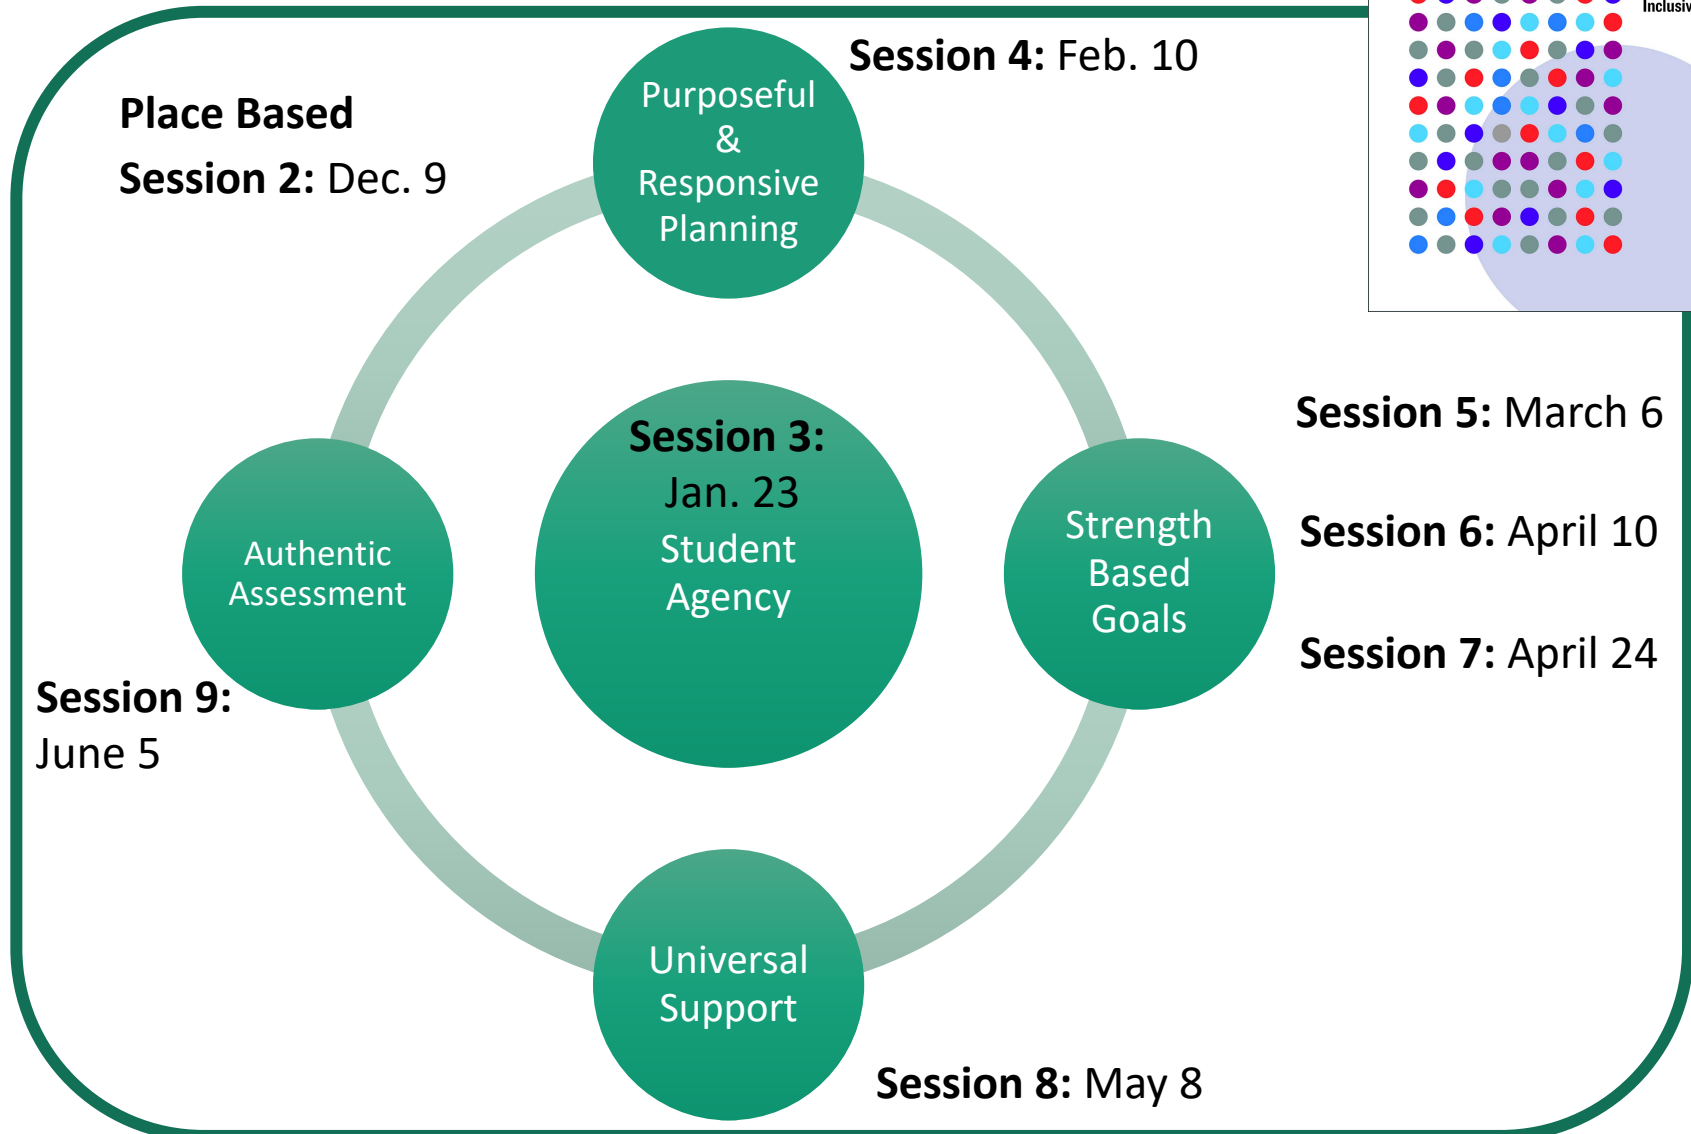 Inclusiv
Session 4: Feb. 10
Place Based
Session 2: Dec. 9
Purposeful
&
Responsive
Planning
Session 3:
Jan. 23
Student
Agency
Session 5: March 6
Session 6: April 10
Session 7: April 24
Strength
Based
Goals
Authentic
Assessment
Session 9:
June 5
Universal
Support
Session 8: May 8